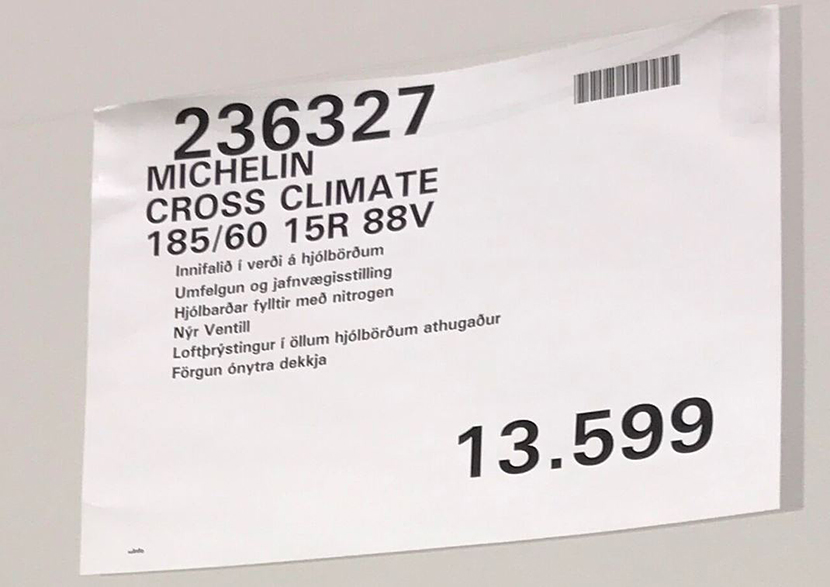 236327
MICHELIN
CROSS CLIMATE
185/60 15R 88V
Innifalið í verði á hjólbörðum
Umfelgun og jafnvægisstilling
Hjólbarðar fylltir með nitrogen
Nýr Ventill
Loftþrýstingur í öllum hjólbörðum athugaður
Förgun ónytra dekkja
13.599